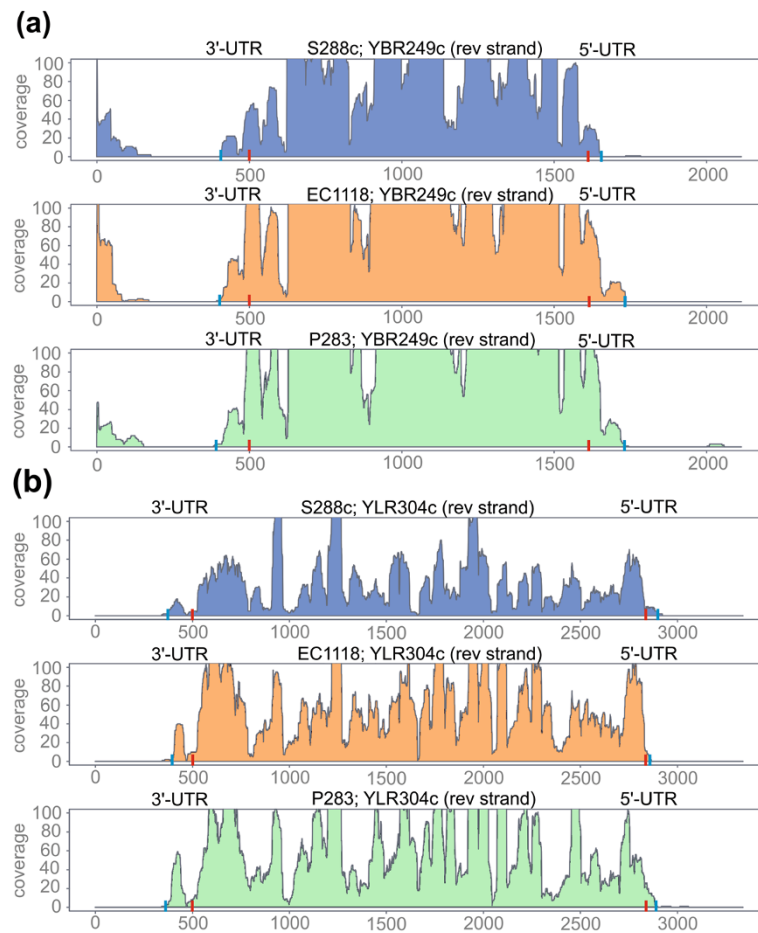 (a)
3'-UTR S288c; YBR249c (rev strand) 5'-UTR
coverage
100
80
60
40
20
0
0 500 1000 1500 2000
3'-UTR EC1118; YBR249c (rev strand) 5'-UTR
coverage
100
80
60
40
20
0
0 500 1000 1500 2000
3'-UTR P283; YBR249c (rev strand) 5'-UTR
coverage
100
80
60
40
20
0
0 500 1000 1500 2000
(b)
3'-UTR S288c; YLR304c (rev strand) 5'-UTR
coverage
100
80
60
40
20
0
0 500 1000 1500 2000 2500 3000
3'-UTR EC1118; YLR304c (rev strand) 5'-UTR
coverage
100
80
60
40
20
0
0 500 1000 1500 2000 2500 3000
3'-UTR P283; YLR304c (rev strand) 5'-UTR
coverage
100
80
60
40
20
0
0 500 1000 1500 2000 2500 3000